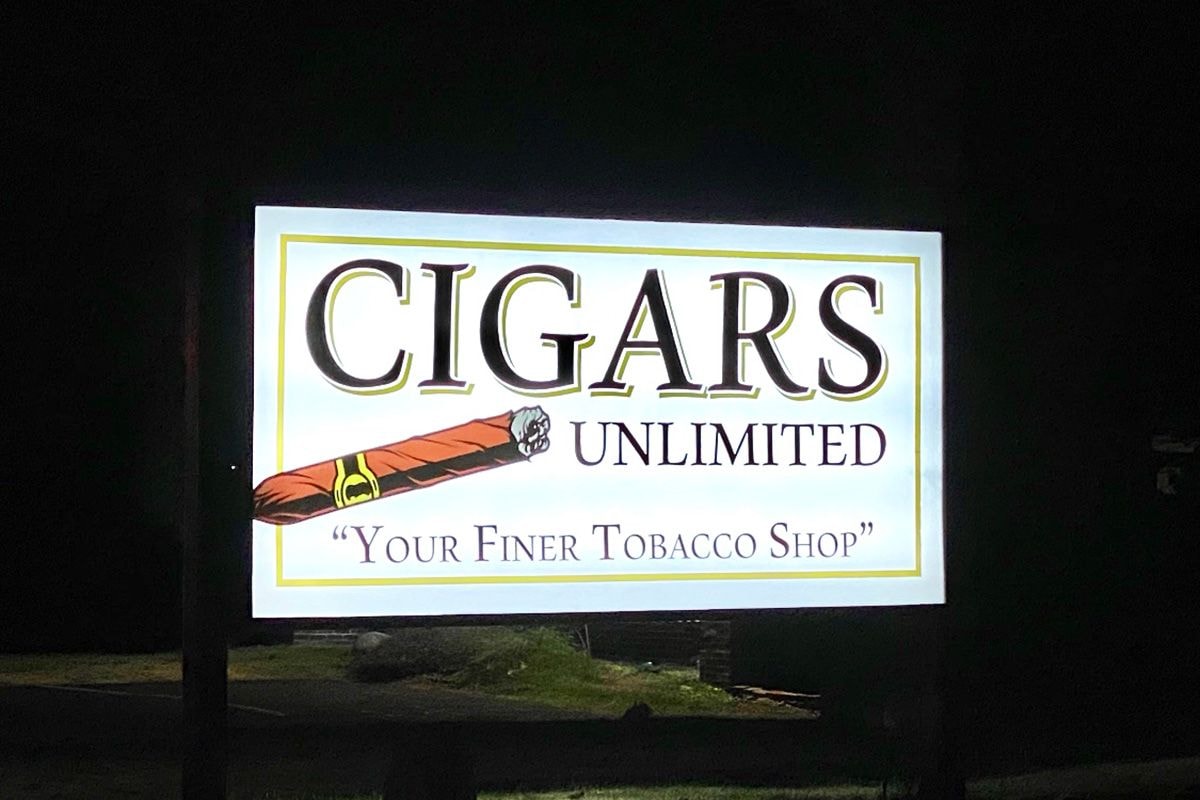 CIGARS
UNLIMITED
“YOUR FINER TOBACCO SHOP”